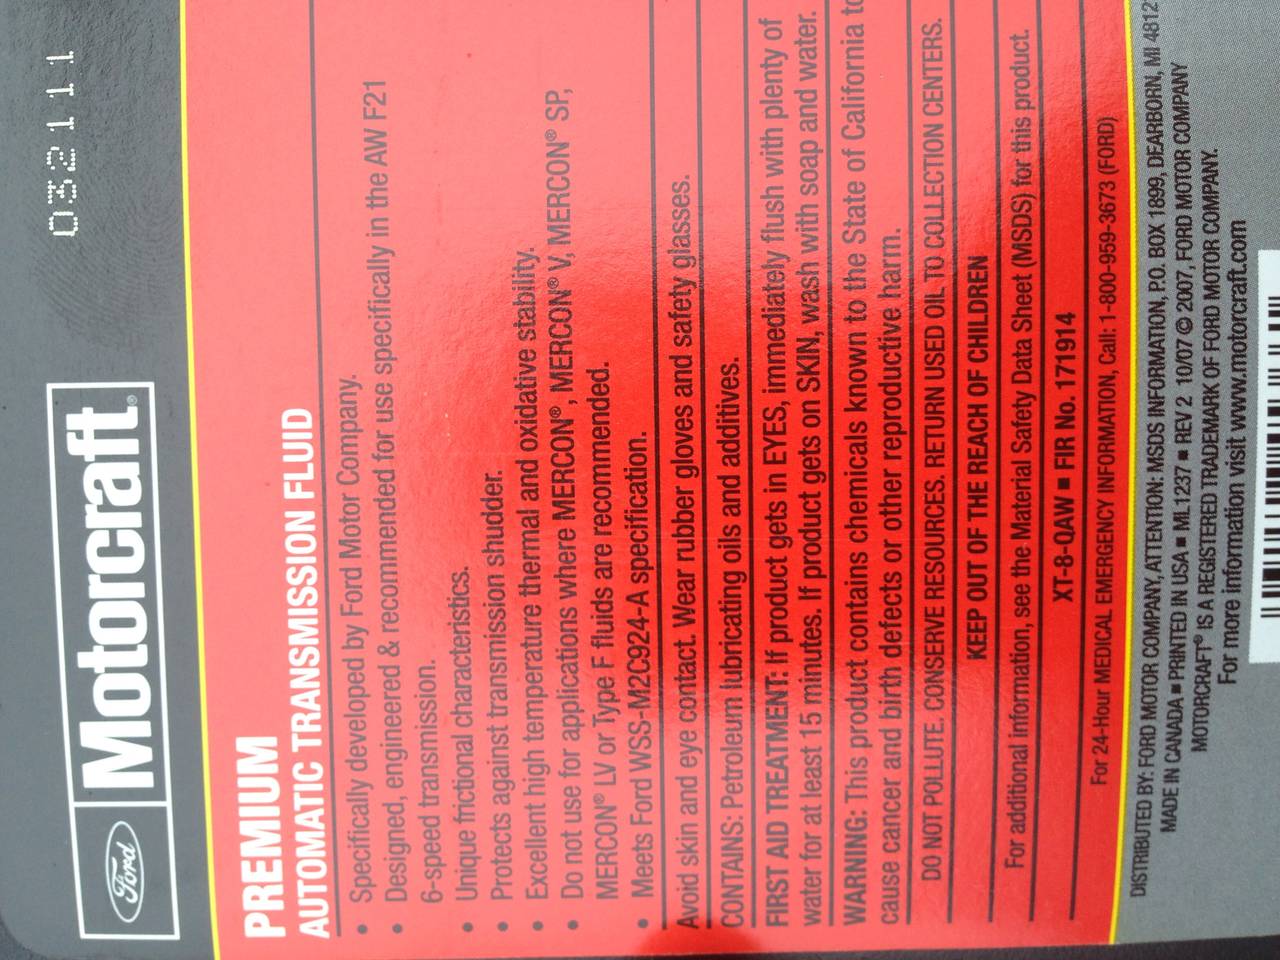 032111
Ford Motorcraft®
PREMIUM
AUTOMATIC TRANSMISSION FLUID
• Specifically developed by Ford Motor Company.
• Designed, engineered & recommended for use specifically in the AW F21
6-speed transmission.
• Unique frictional characteristics.
• Protects against transmission shudder.
• Excellent high temperature thermal and oxidative stability.
• Do not use for applications where MERCON®, MERCON® V, MERCON® SP,
MERCON® LV or Type F fluids are recommended.
• Meets Ford WSS-M2C924-A specification.
Avoid skin and eye contact. Wear rubber gloves and safety glasses.
CONTAINS: Petroleum lubricating oils and additives.
FIRST AID TREATMENT: If product gets in EYES, immediately flush with plenty of
water for at least 15 minutes. If product gets on SKIN, wash with soap and water.
WARNING: This product contains chemicals known to the State of California to
cause cancer and birth defects or other reproductive harm.
DO NOT POLLUTE. CONSERVE RESOURCES. RETURN USED OIL TO COLLECTION CENTERS.
KEEP OUT OF THE REACH OF CHILDREN
For additional information, see the Material Safety Data Sheet (MSDS) for this product.
XT-8-QAW ■ FIR No. 171914
For 24-Hour MEDICAL EMERGENCY INFORMATION, Call: 1-800-959-3673 (FORD)
DISTRIBUTED BY: FORD MOTOR COMPANY, ATTENTION: MSDS INFORMATION, P.O. BOX 1899, DEARBORN, MI 4812
MADE IN CANADA ■ PRINTED IN USA ■ ML1237 ■ REV 2 10/07 © 2007, FORD MOTOR COMPANY
MOTORCRAFT® IS A REGISTERED TRADEMARK OF FORD MOTOR COMPANY.
For more information visit www.motorcraft.com